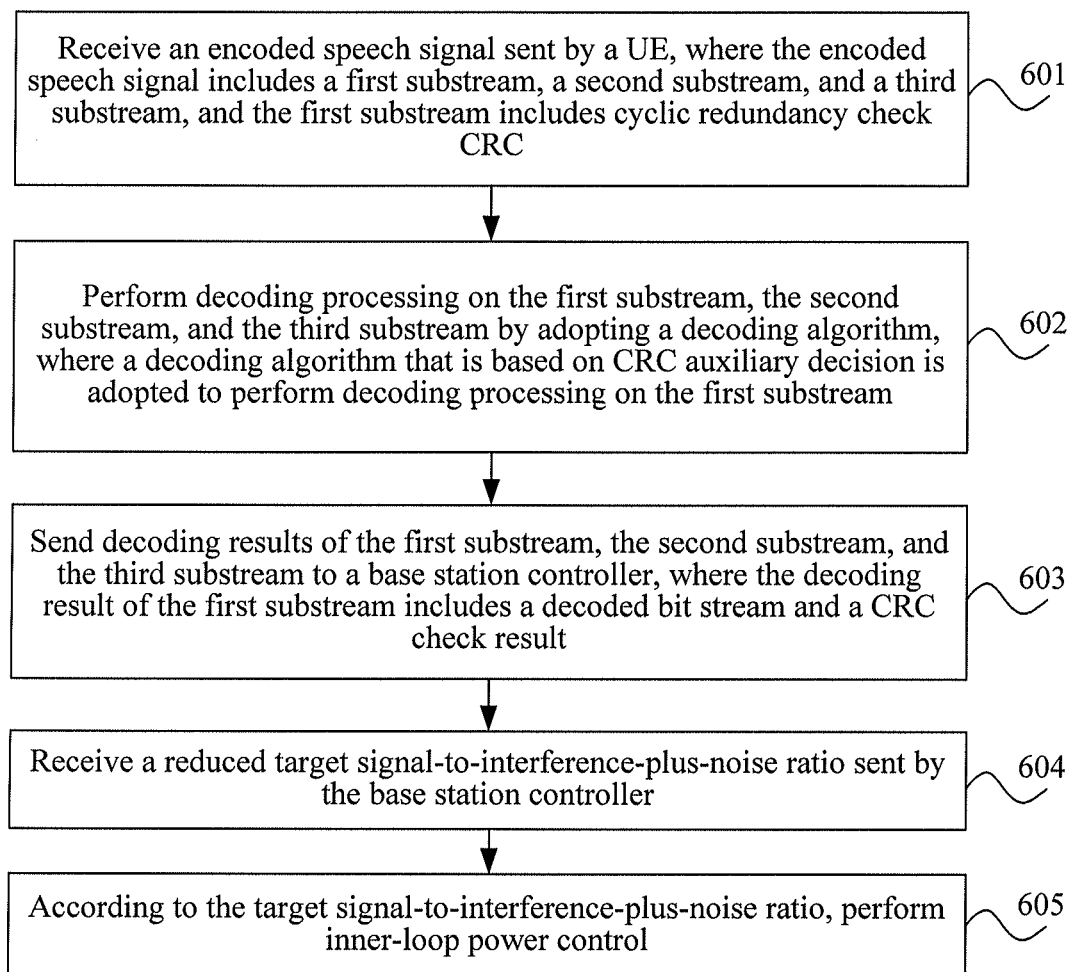 Receive an encoded speech signal sent by a UE, where the encoded
speech signal includes a first substream, a second substream, and a third
substream, and the first substream includes cyclic redundancy check
CRC
601
Perform decoding processing on the first substream, the second
substream, and the third substream by adopting a decoding algorithm,
where a decoding algorithm that is based on CRC auxiliary decision is
adopted to perform decoding processing on the first substream
602
Send decoding results of the first substream, the second substream, and
the third substream to a base station controller, where the decoding
result of the first substream includes a decoded bit stream and a CRC
check result
603
Receive a reduced target signal-to-interference-plus-noise ratio sent by
the base station controller
604
According to the target signal-to-interference-plus-noise ratio, perform
inner-loop power control
605